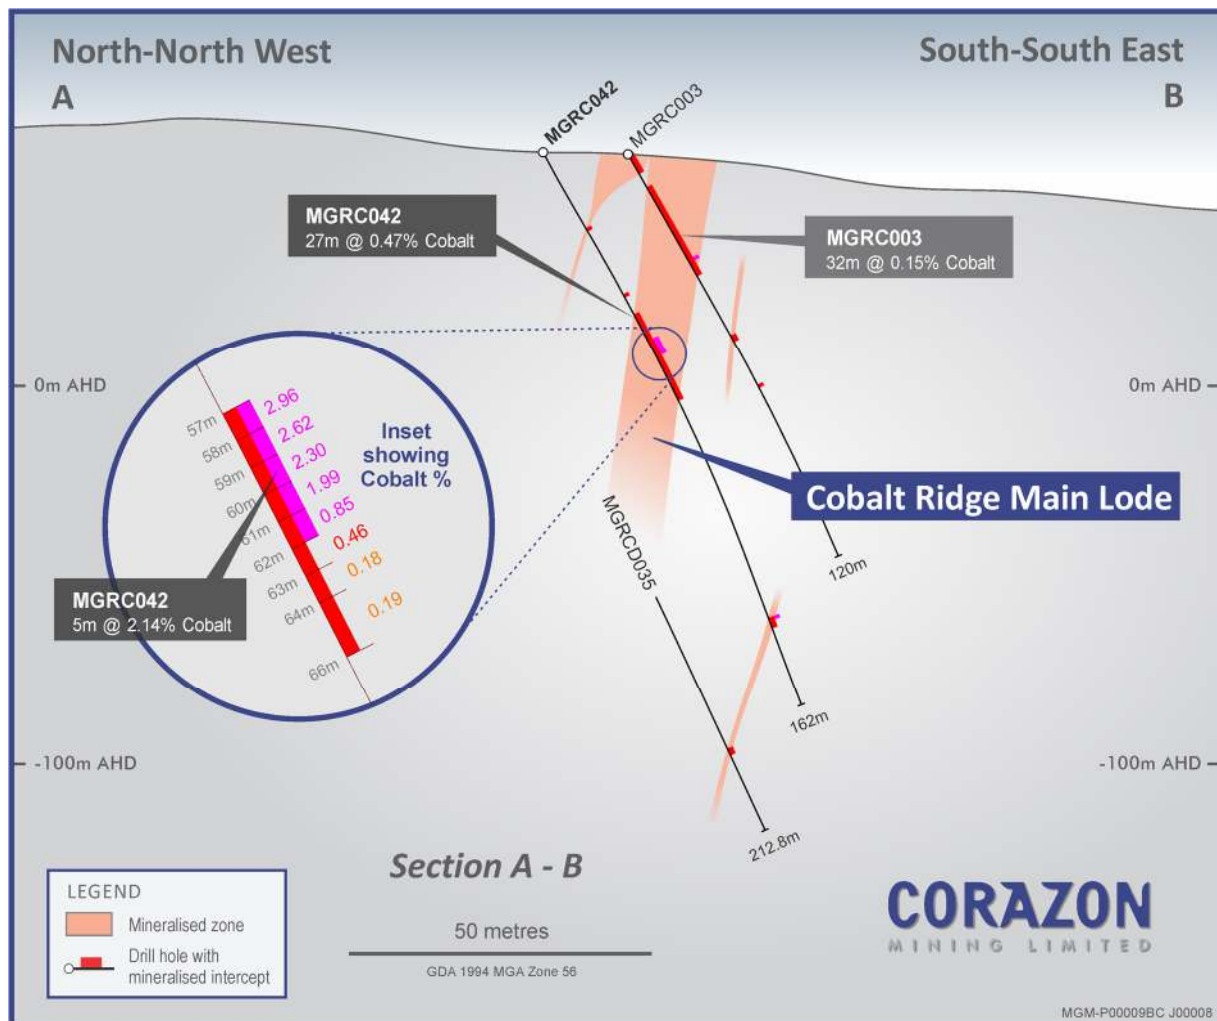 North-North West
A
South-South East
B
MGRC042
MGRC003
MGRC042
27m @ 0.47% Cobalt
MGRC003
32m @ 0.15% Cobalt
0m AHD
0m AHD
57m
58m
59m
60m
61m
62m
63m
64m
66m
2.96
2.62
2.30
1.99
0.85
0.46
0.18
0.19
Inset
showing
Cobalt %
MGRC042
5m @ 2.14% Cobalt
Cobalt Ridge Main Lode
MGRCD035
120m
162m
212.8m
-100m AHD
-100m AHD
Section A - B
50 metres
GDA 1994 MGA Zone 56
LEGEND
Mineralised zone
Drill hole with
mineralised intercept
CORAZON
MINING LIMITED
MGM-P00009BC J00008